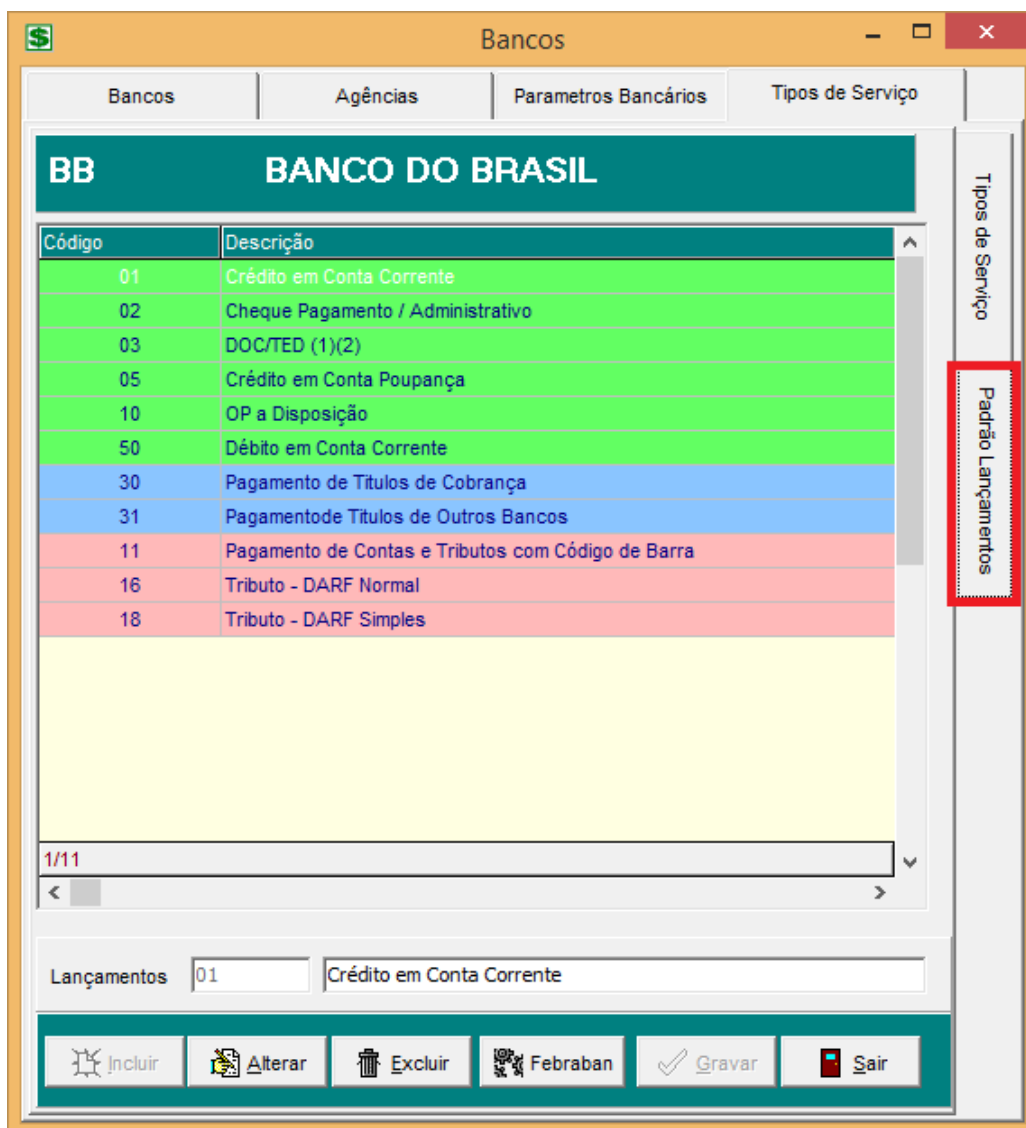 Bancos
Bancos Agências Parametros Bancários Tipos de Serviço
BB BANCO DO BRASIL
Código Descrição
01 Crédito em Conta Corrente
02 Cheque Pagamento / Administrativo
03 DOC/TED (1)(2)
05 Crédito em Conta Poupança
10 OP a Disposição
50 Débito em Conta Corrente
30 Pagamento de Titulos de Cobrança
31 Pagamentode Titulos de Outros Bancos
11 Pagamento de Contas e Tributos com Código de Barra
16 Tributo - DARF Normal
18 Tributo - DARF Simples
1/11
Lançamentos 01 Crédito em Conta Corrente
Incluir Alterar Excluir Febraban Gravar Sair
Tipos de Serviço
Padrão Lançamentos